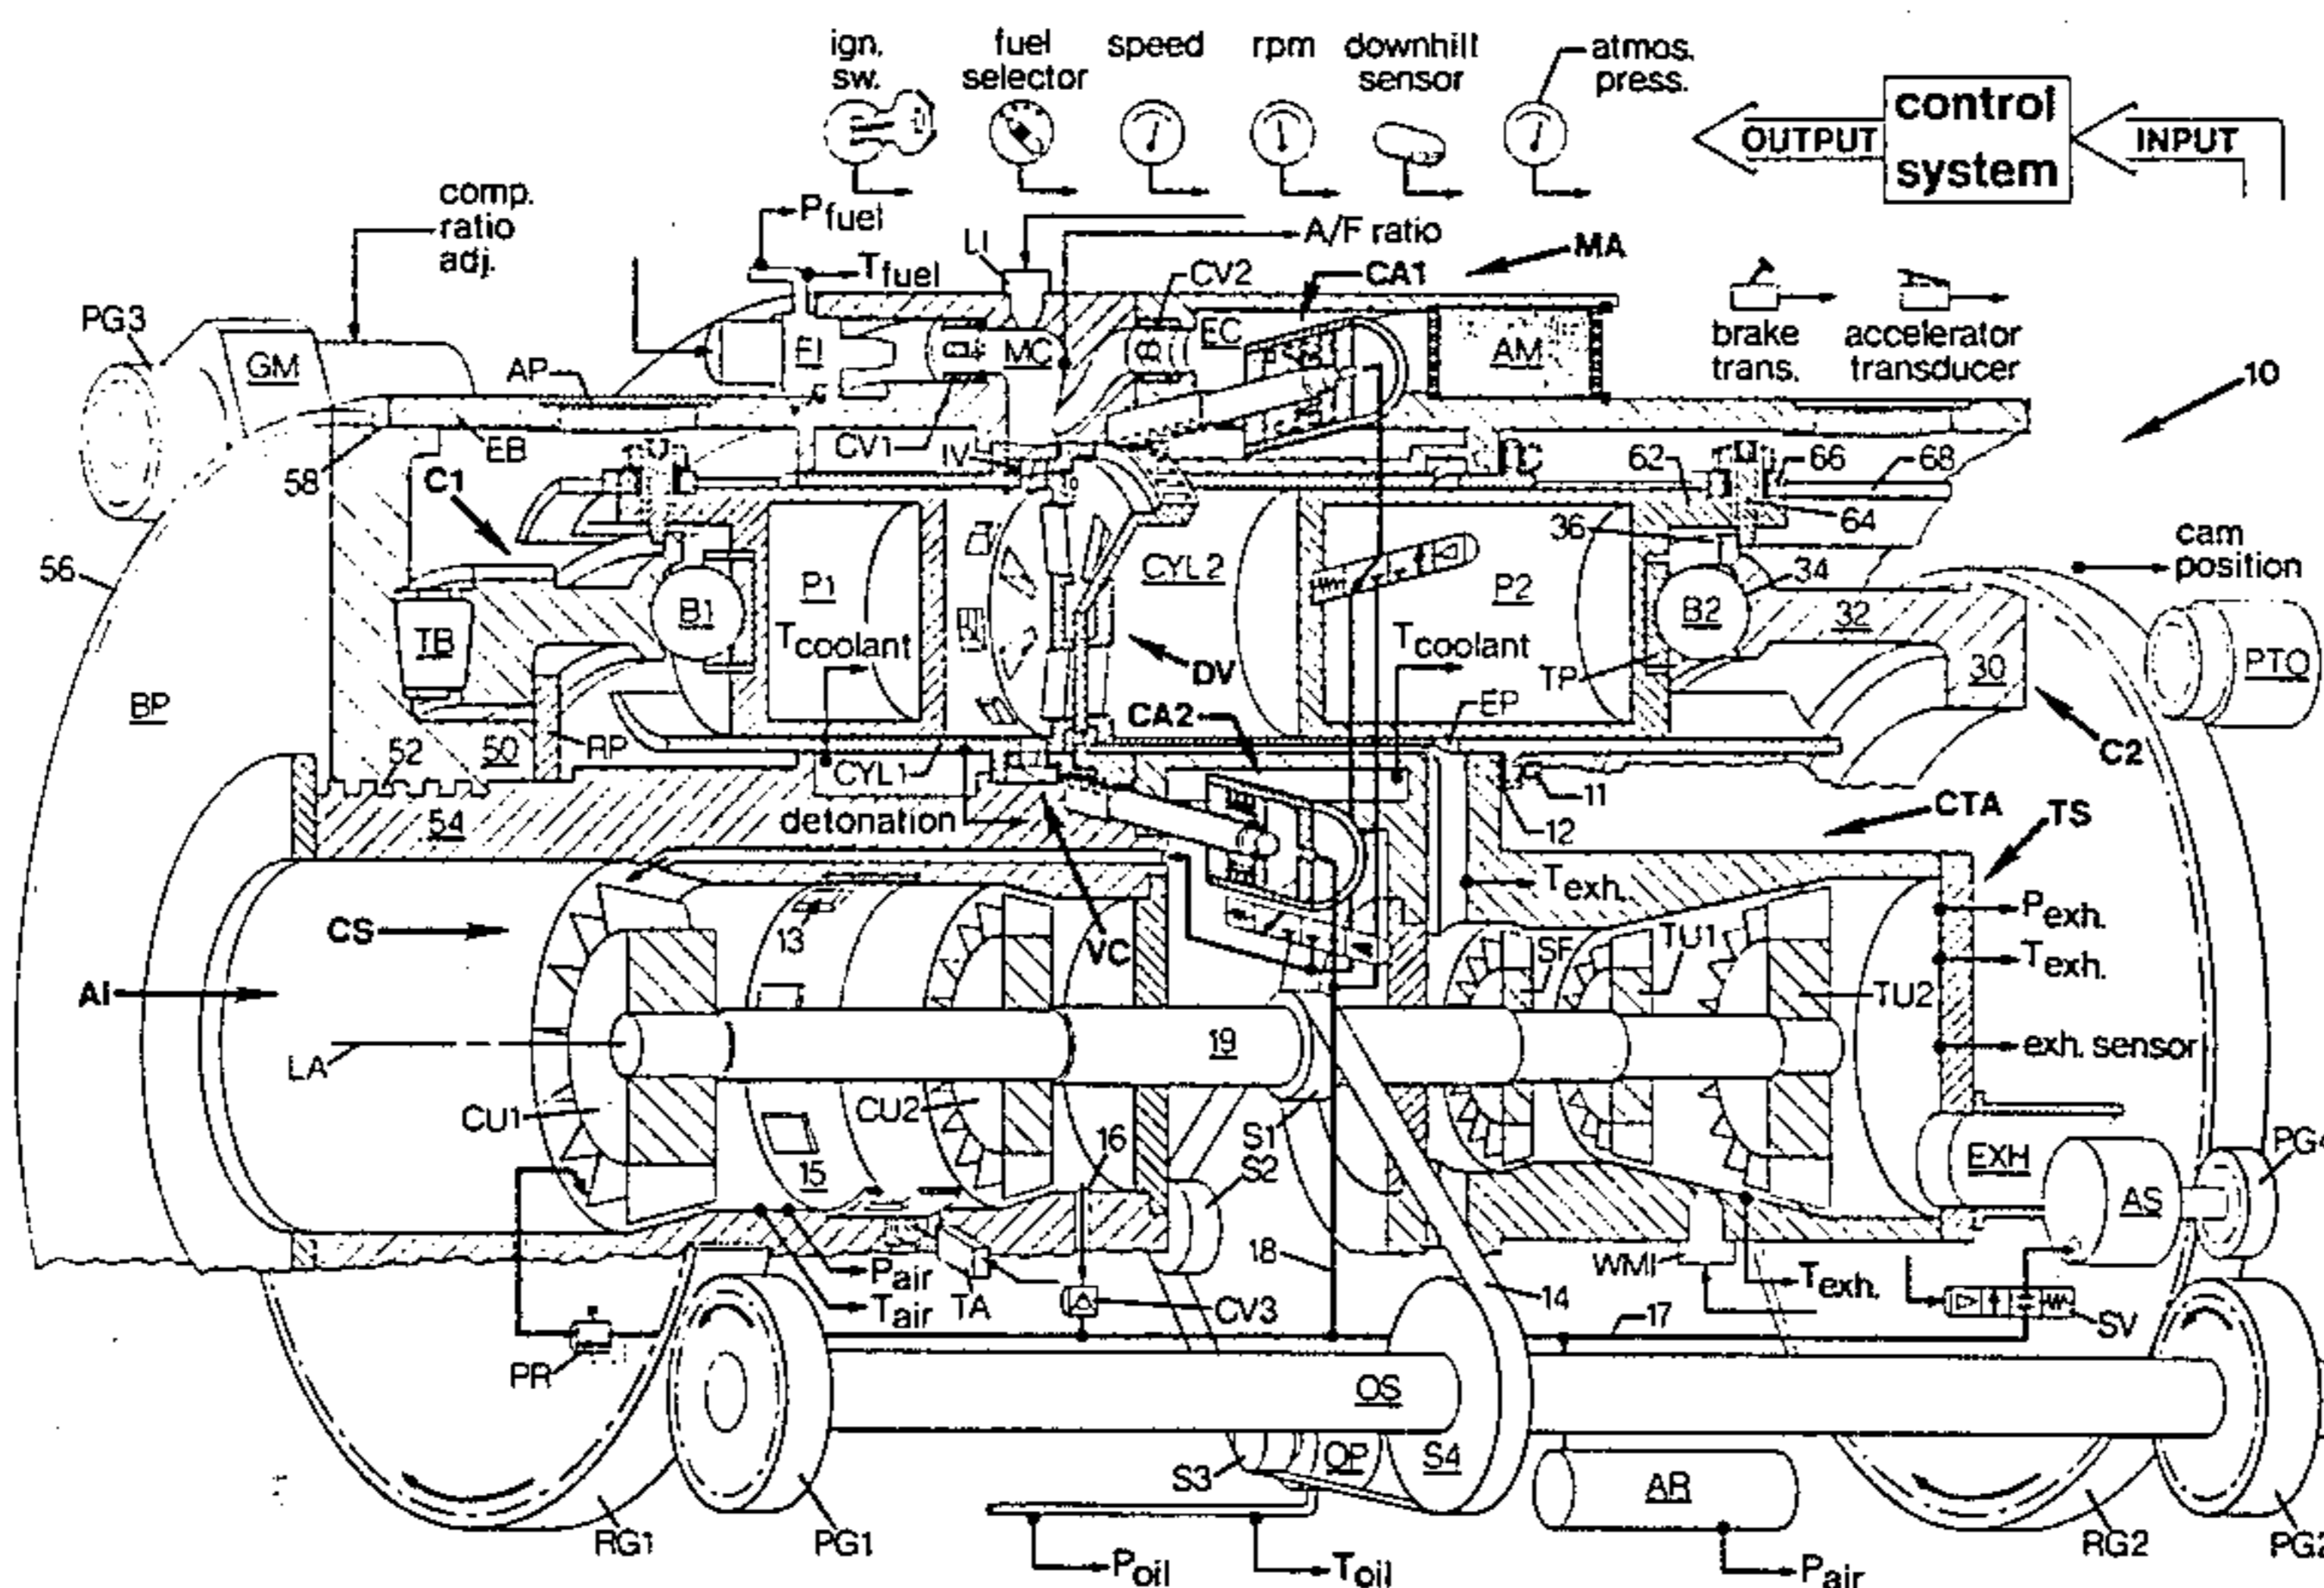 ign.
sw.
fuel
selector
speed
rpm
downhill
sensor
atmos.
press.
OUTPUT
control
system
INPUT
comp.
ratio
adj.
Pfuel
Tfuel
LI
A/F ratio
MA
CA1
CV2
PG3
GM
AP
FI
MC
EC
AM
brake
trans.
accelerator
transducer
10
EB
58
CV1
IV
C1
62
66
68
64
36
34
cam
position
56
TB
B1
P1
CYL2
P2
B2
32
30
TP
PTO
Tcoolant
DV
Tcoolant
BP
RP
52
50
CYL1
CA2
EP
C2
11
12
54
detonation
CTA
TS
Texh.
Pexh.
Texh.
CS
13
VC
SF
TU1
TU2
AI
LA
19
exh. sensor
CU1
CU2
16
S1
S2
15
EXH
PG4
AS
Pair
Tair
TA
CV3
18
14
WMI
Texh.
17
SV
PR
OS
S3
OP
S4
AR
RG1
PG1
Poil
Toil
Pair
RG2
PG2